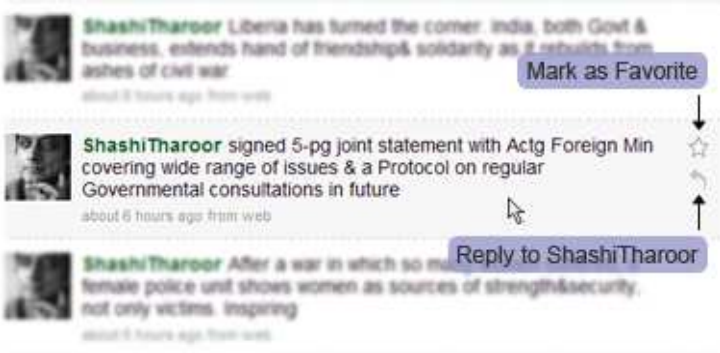 ShashiTharoor Liberia has turned the corner. India, both Govt &
business, extends hand of friendship& solidarity as it rebuilds from
ashes of civil war
about 6 hours ago from web
Mark as Favorite
ShashiTharoor signed 5-pg joint statement with Actg Foreign Min
covering wide range of issues & a Protocol on regular
Governmental consultations in future
about 6 hours ago from web
Reply to ShashiTharoor
ShashiTharoor After a war in which so
female police unit shows women as sources of strength&security,
not only victims. Inspiring
about 6 hours ago from web